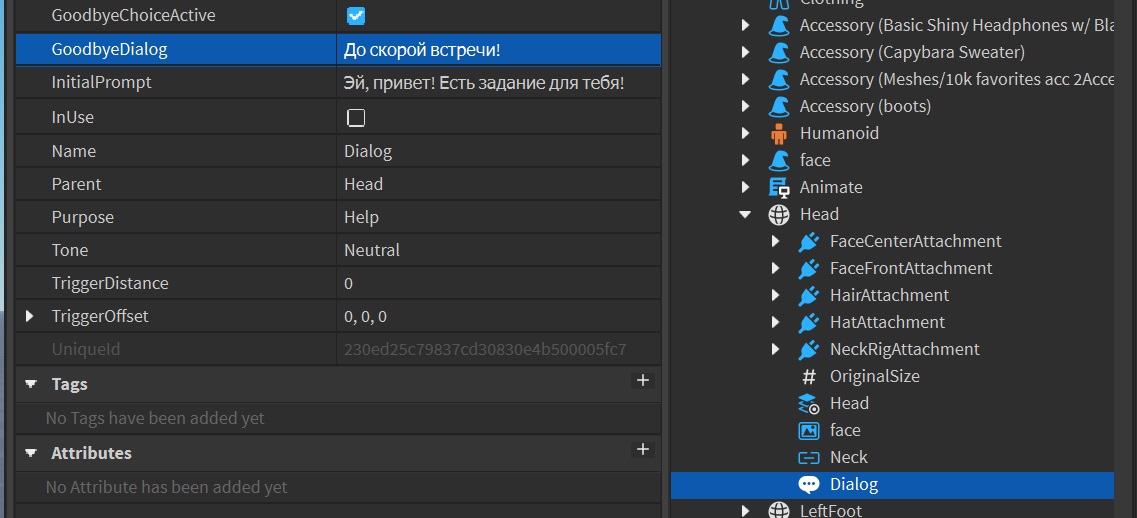 GoodbyeChoiceActive
GoodbyeDialog До скорой встречи!
InitialPrompt Эй, привет! Есть задание для тебя!
InUse
Name Dialog
Parent Head
Purpose Help
Tone Neutral
TriggerDistance 0
TriggerOffset 0, 0, 0
UniqueId 230ed25c79837cd30830e4b500005fc7
Tags
No Tags have been added yet
Attributes
No Attribute has been added yet
Clothing
Accessory (Basic Shiny Headphones w/ Bla
Accessory (Capybara Sweater)
Accessory (Meshes/10k favorites acc 2Acce
Accessory (boots)
Humanoid
face
Animate
Head
FaceCenterAttachment
FaceFrontAttachment
HairAttachment
HatAttachment
NeckRigAttachment
# OriginalSize
Head
face
Neck
Dialog
LeftFoot